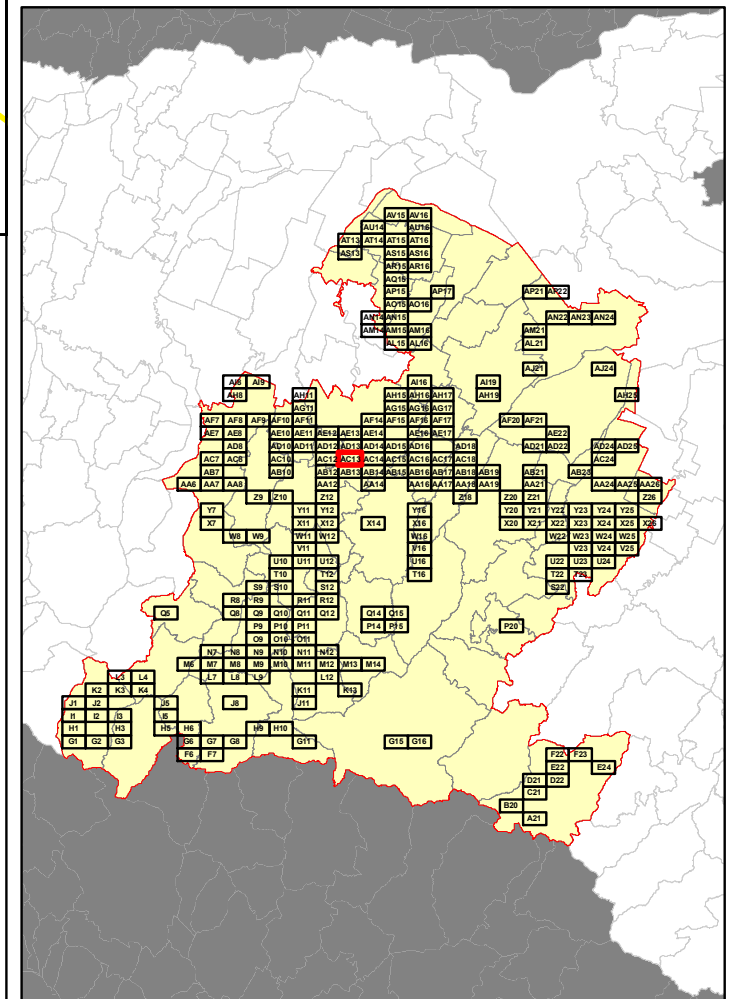 AV15 AV16
AU14 AU16
AT13 AT14 AT15 AT16
AS13 AS15 AS16
AR15 AR16
AQ15
AP15 AP17 AP21 AP22
AO15 AO16
AN14 AN15 AN22 AN23 AN24
AM14 AM15 AM16 AM21
AL15 AL16 AL21
AJ21 AJ24
AI8 AI9 AI16 AI19
AH8 AH11 AH15 AH16 AH17 AH19 AH25
AG11 AG15 AG16 AG17
AF7 AF8 AF9 AF10 AF11 AF14 AF15 AF16 AF17 AF20 AF21
AE7 AE8 AE10 AE11 AE12 AE13 AE14 AE16 AE17 AE22
AD8 AD10 AD11 AD12 AD13 AD14 AD15 AD16 AD18 AD21 AD22 AD24 AD25
AC7 AC8 AC10 AC12 AC13 AC14 AC15 AC16 AC17 AC18 AC24
AB7 AB10 AB12 AB13 AB14 AB15 AB16 AB17 AB18 AB19 AB21 AB23
AA6 AA7 AA8 AA12 AA14 AA16 AA17 AA18 AA19 AA21 AA24 AA25 AA26
Z9 Z10 Z12 Z18 Z20 Z21 Z26
Y7 Y11 Y12 Y16 Y20 Y21 Y22 Y23 Y24 Y25
X7 X11 X12 X14 X16 X20 X21 X22 X23 X24 X25 X26
W8 W9 W11 W12 W16 W22 W23 W24 W25
V11 V16 V23 V24 V25
U10 U11 U12 U16 U22 U23 U24
T10 T12 T16 T22 T23
S9 S10 S12 S22
R8 R9 R11 R12
Q5 Q8 Q9 Q10 Q11 Q12 Q14 Q15
P9 P10 P11 P14 P15 P20
O9 O10 O11
N7 N8 N9 N10 N11 N12
M6 M7 M8 M9 M10 M11 M12 M13 M14
L3 L4 L7 L8 L9 L12
K2 K3 K4 K11 K13
J1 J2 J5 J8 J11
I1 I2 I3 I5
H1 H3 H5 H6 H9 H10
G1 G2 G3 G6 G7 G8 G11 G15 G16
F6 F7 F22 F23
E22 E24
D21 D22
C21
B20
A21